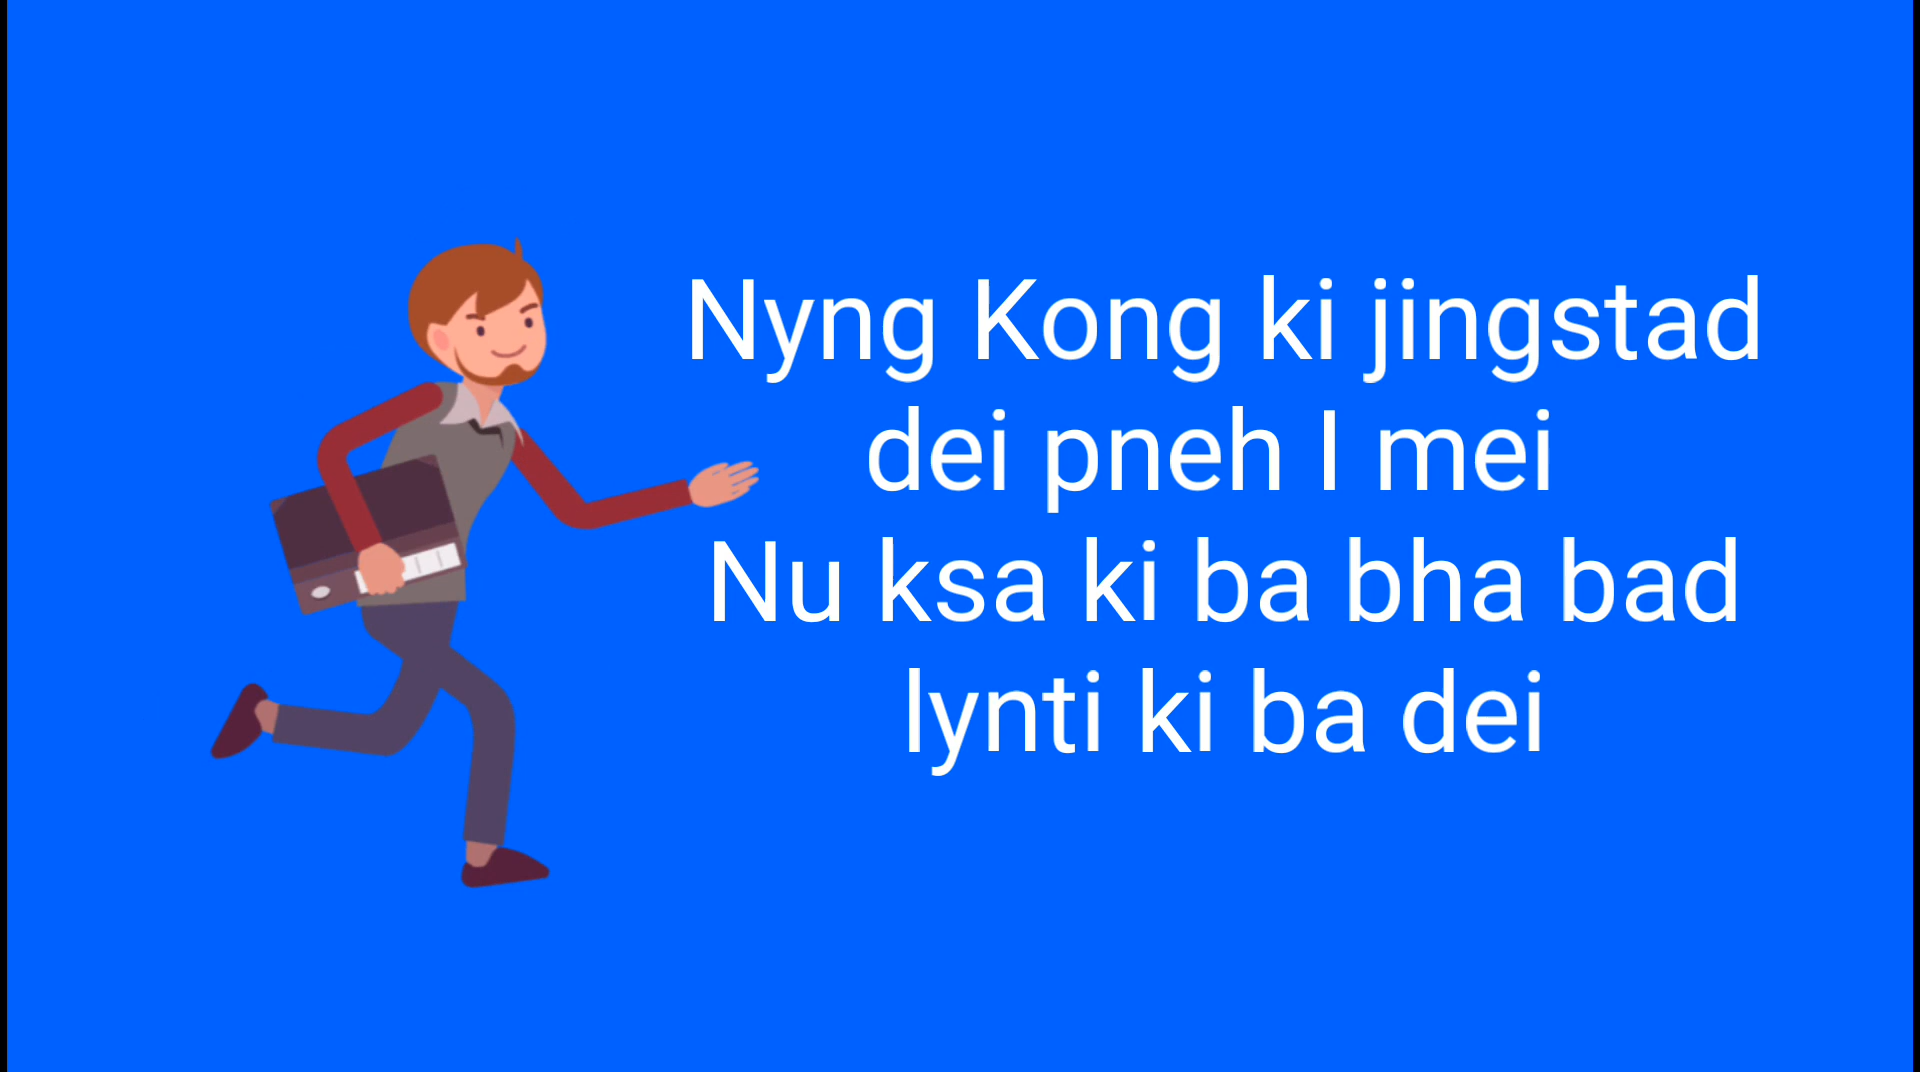 Nyng Kong ki jingstad
dei pneh I mei
Nu ksa ki ba bha bad
lynti ki ba dei